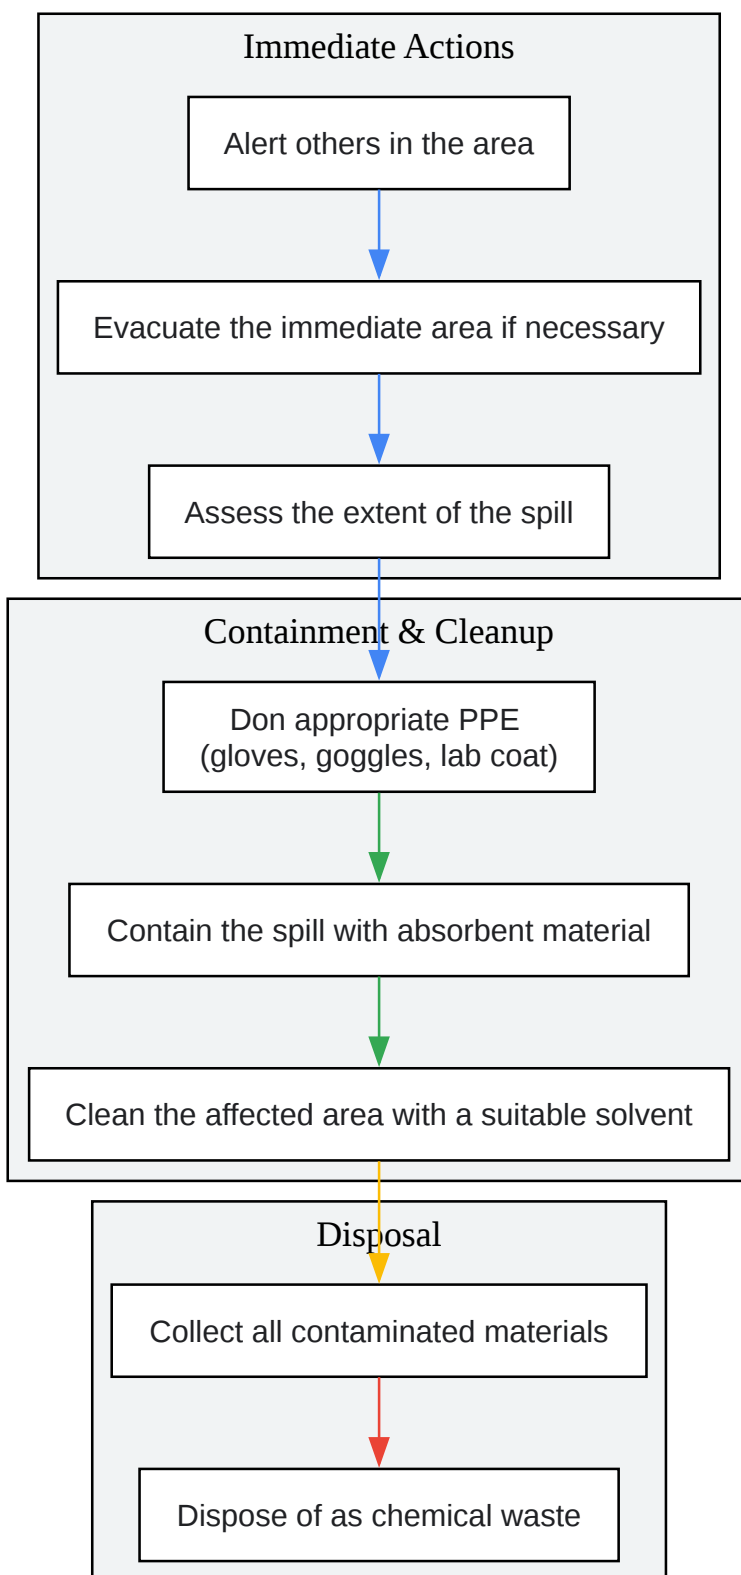 Immediate Actions
Alert others in the area
Evacuate the immediate area if necessary
Assess the extent of the spill
Containment & Cleanup
Don appropriate PPE
(gloves, goggles, lab coat)
Contain the spill with absorbent material
Clean the affected area with a suitable solvent
Disposal
Collect all contaminated materials
Dispose of as chemical waste